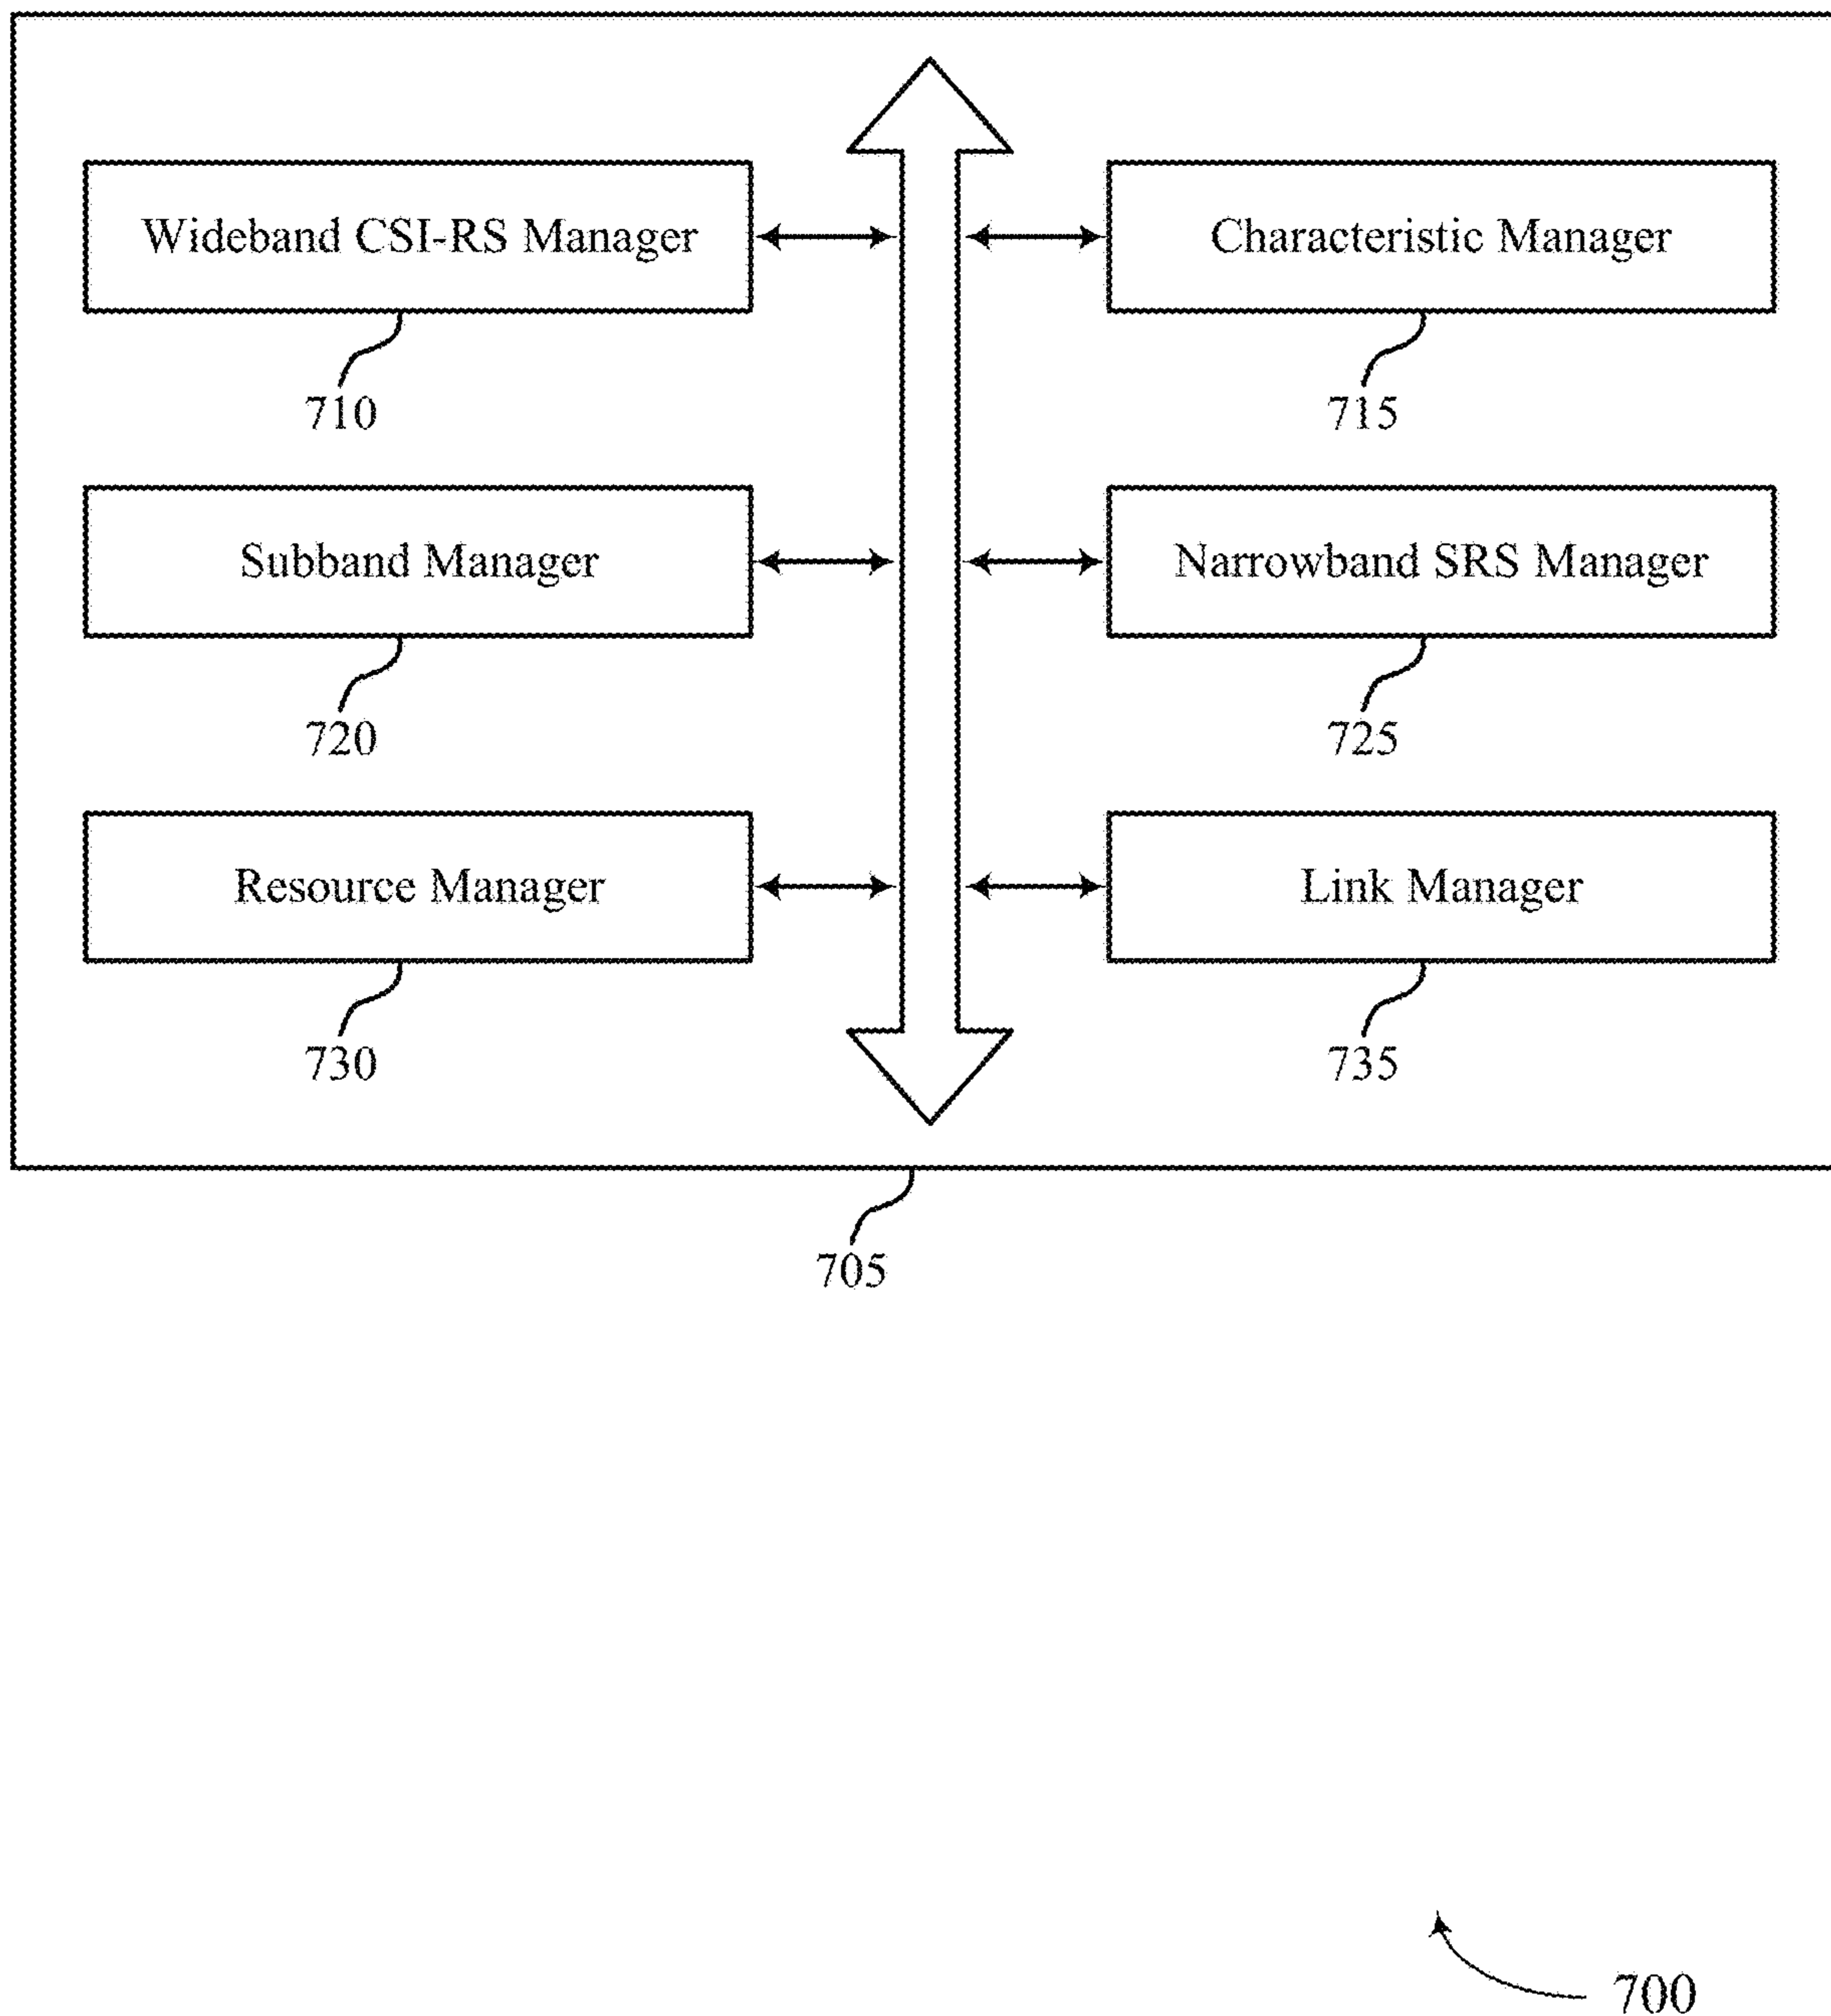 Wideband CSI-RS Manager
Characteristic Manager
710
715
Subband Manager
Narrowband SRS Manager
720
725
Resource Manager
Link Manager
730
735
705
700